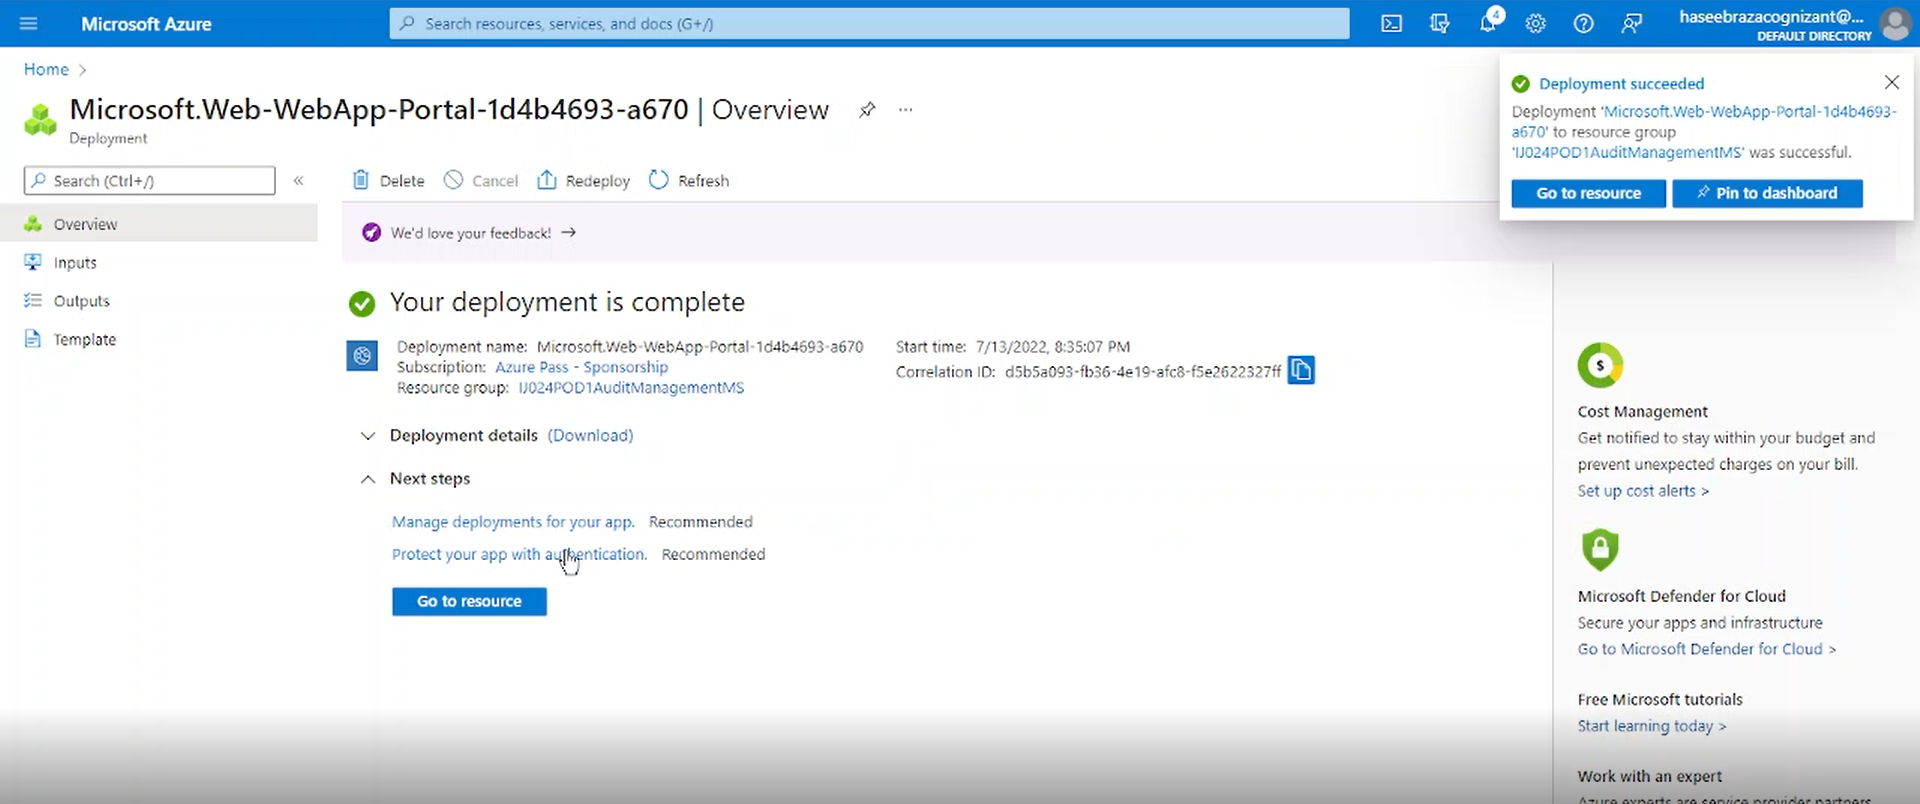 Microsoft Azure
Search resources, services, and docs (G+/)
4
haseebrazacognizant@...
DEFAULT DIRECTORY
Home >
Microsoft.Web-WebApp-Portal-1d4b4693-a670 | Overview
Deployment
Search (Ctrl+/)
«
Overview
Inputs
Outputs
Template
Delete
Cancel
Redeploy
Refresh
We'd love your feedback! →
Deployment succeeded
Deployment 'Microsoft.Web-WebApp-Portal-1d4b4693-
a670' to resource group
'IJ024POD1AuditManagementMS' was successful.
Go to resource
Pin to dashboard
Your deployment is complete
Deployment name: Microsoft.Web-WebApp-Portal-1d4b4693-a670
Subscription: Azure Pass - Sponsorship
Resource group: IJ024POD1AuditManagementMS
Start time: 7/13/2022, 8:35:07 PM
Correlation ID: d5b5a093-fb36-4e19-afc8-f5e2622327ff
Deployment details (Download)
Next steps
Manage deployments for your app. Recommended
Protect your app with authentication. Recommended
Go to resource
$
Cost Management
Get notified to stay within your budget and
prevent unexpected charges on your bill.
Set up cost alerts >
Microsoft Defender for Cloud
Secure your apps and infrastructure
Go to Microsoft Defender for Cloud >
Free Microsoft tutorials
Start learning today >
Work with an expert
Azure experts are service provider partners